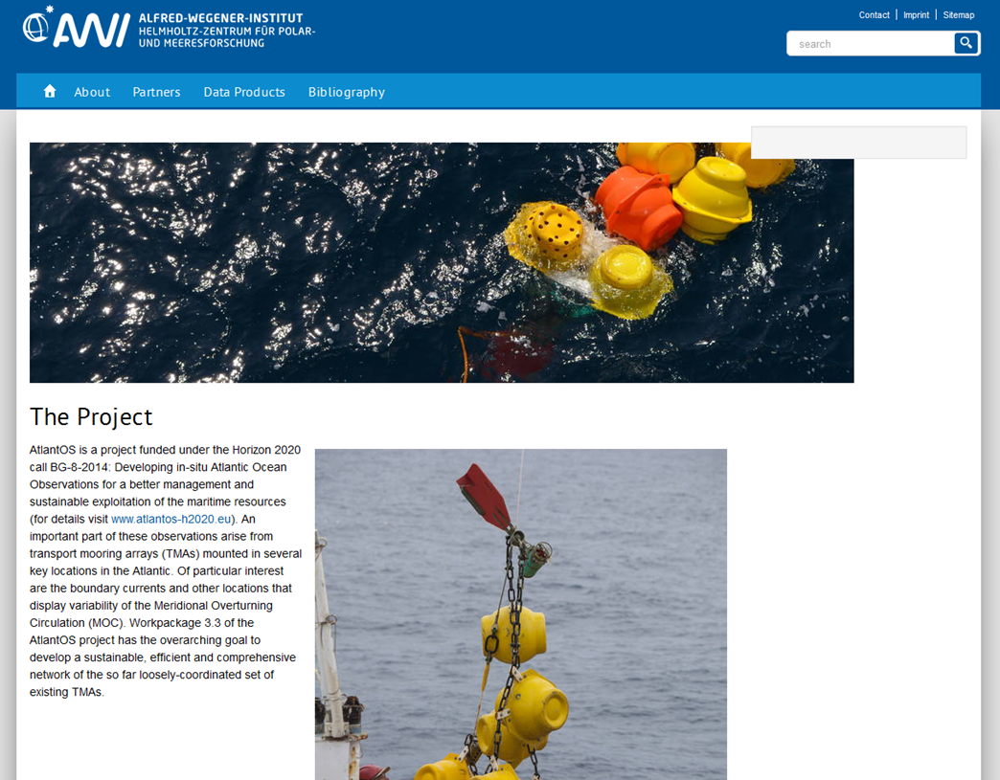 ALFRED-WEGENER-INSTITUT
HELMHOLTZ-ZENTRUM FÜR POLAR-
UND MEERESFORSCHUNG
AWI
Contact | Imprint | Sitemap
search
About Partners Data Products Bibliography
The Project
AtlantOS is a project funded under the Horizon 2020
call BG-8-2014: Developing in-situ Atlantic Ocean
Observations for a better management and
sustainable exploitation of the maritime resources
(for details visit www.atlantos-h2020.eu). An
important part of these observations arise from
transport mooring arrays (TMAs) mounted in several
key locations in the Atlantic. Of particular interest
are the boundary currents and other locations that
display variability of the Meridional Overturning
Circulation (MOC). Workpackage 3.3 of the
AtlantOS project has the overarching goal to
develop a sustainable, efficient and comprehensive
network of the so far loosely-coordinated set of
existing TMAs.